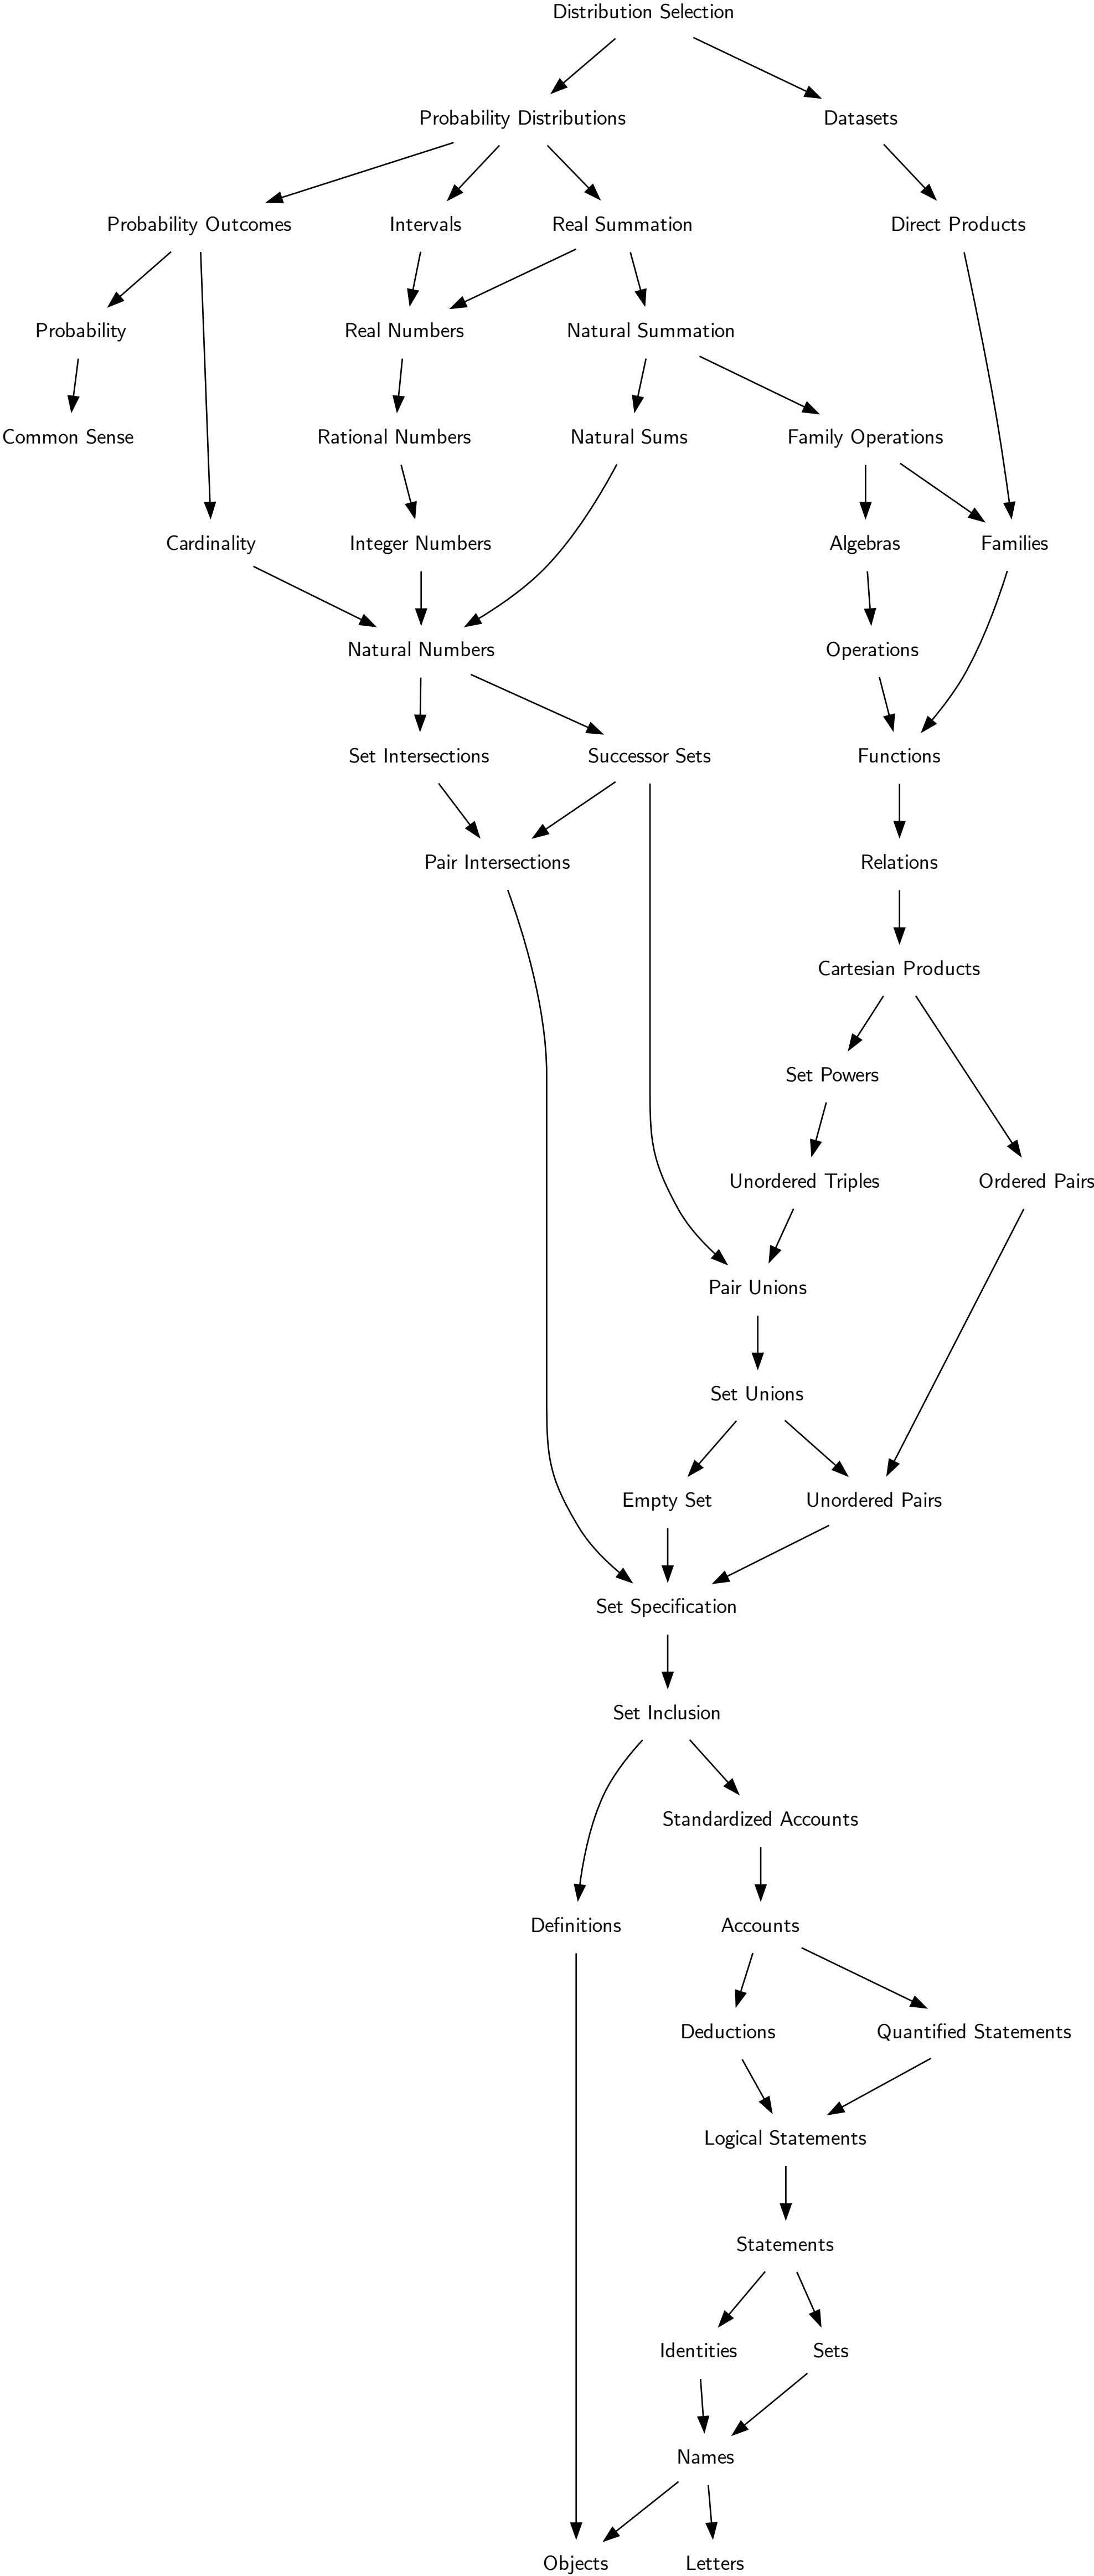 Distribution Selection
Probability Distributions
Datasets
Probability Outcomes
Intervals
Real Summation
Direct Products
Probability
Real Numbers
Natural Summation
Common Sense
Rational Numbers
Natural Sums
Family Operations
Cardinality
Integer Numbers
Algebras
Families
Natural Numbers
Operations
Set Intersections
Successor Sets
Functions
Pair Intersections
Relations
Cartesian Products
Set Powers
Unordered Triples
Ordered Pairs
Pair Unions
Set Unions
Empty Set
Unordered Pairs
Set Specification
Set Inclusion
Standardized Accounts
Definitions
Accounts
Deductions
Quantified Statements
Logical Statements
Statements
Identities
Sets
Names
Objects
Letters